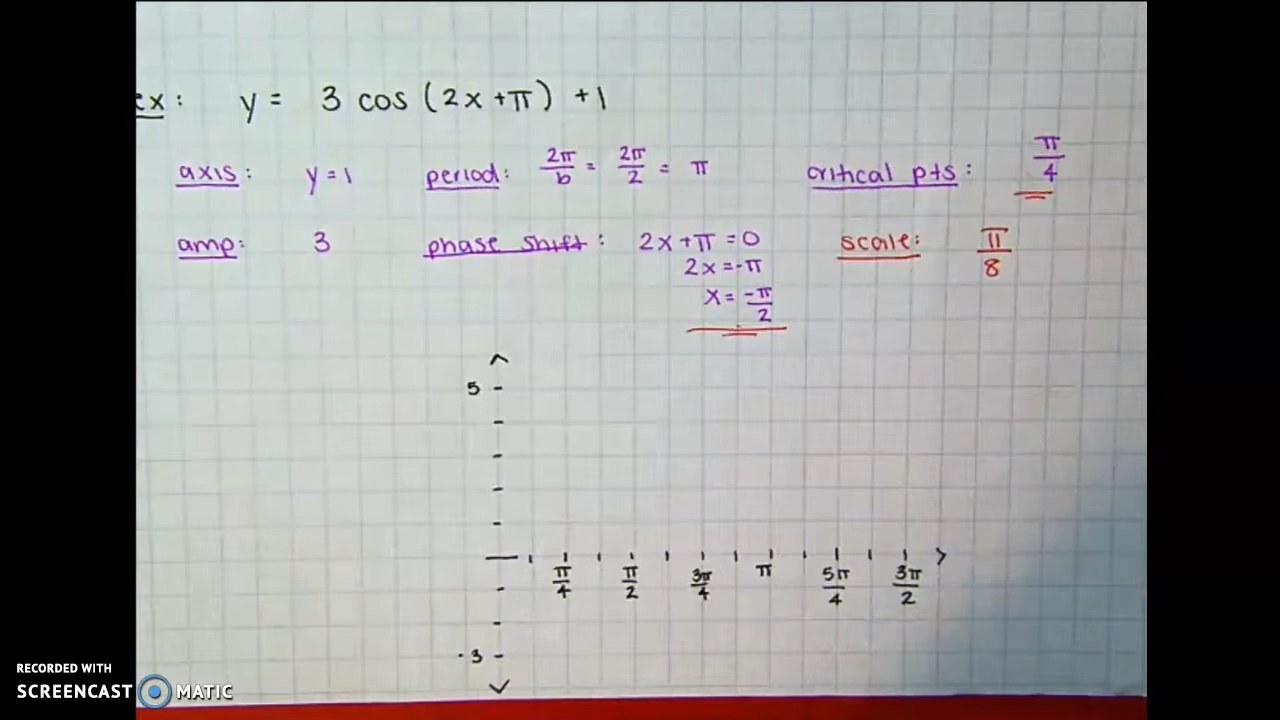 ex: y = 3 cos (2x + π) + 1
axis: y = 1 period: 2π/b = 2π/2 = π critical pts: π/4
amp: 3 phase shift: 2x + π = 0 scale: π/8
2x = -π
x = -π/2
5
π/4 π/2 3π/4 π 5π/4 3π/2
-3
RECORDED WITH
SCREENCAST MATIC